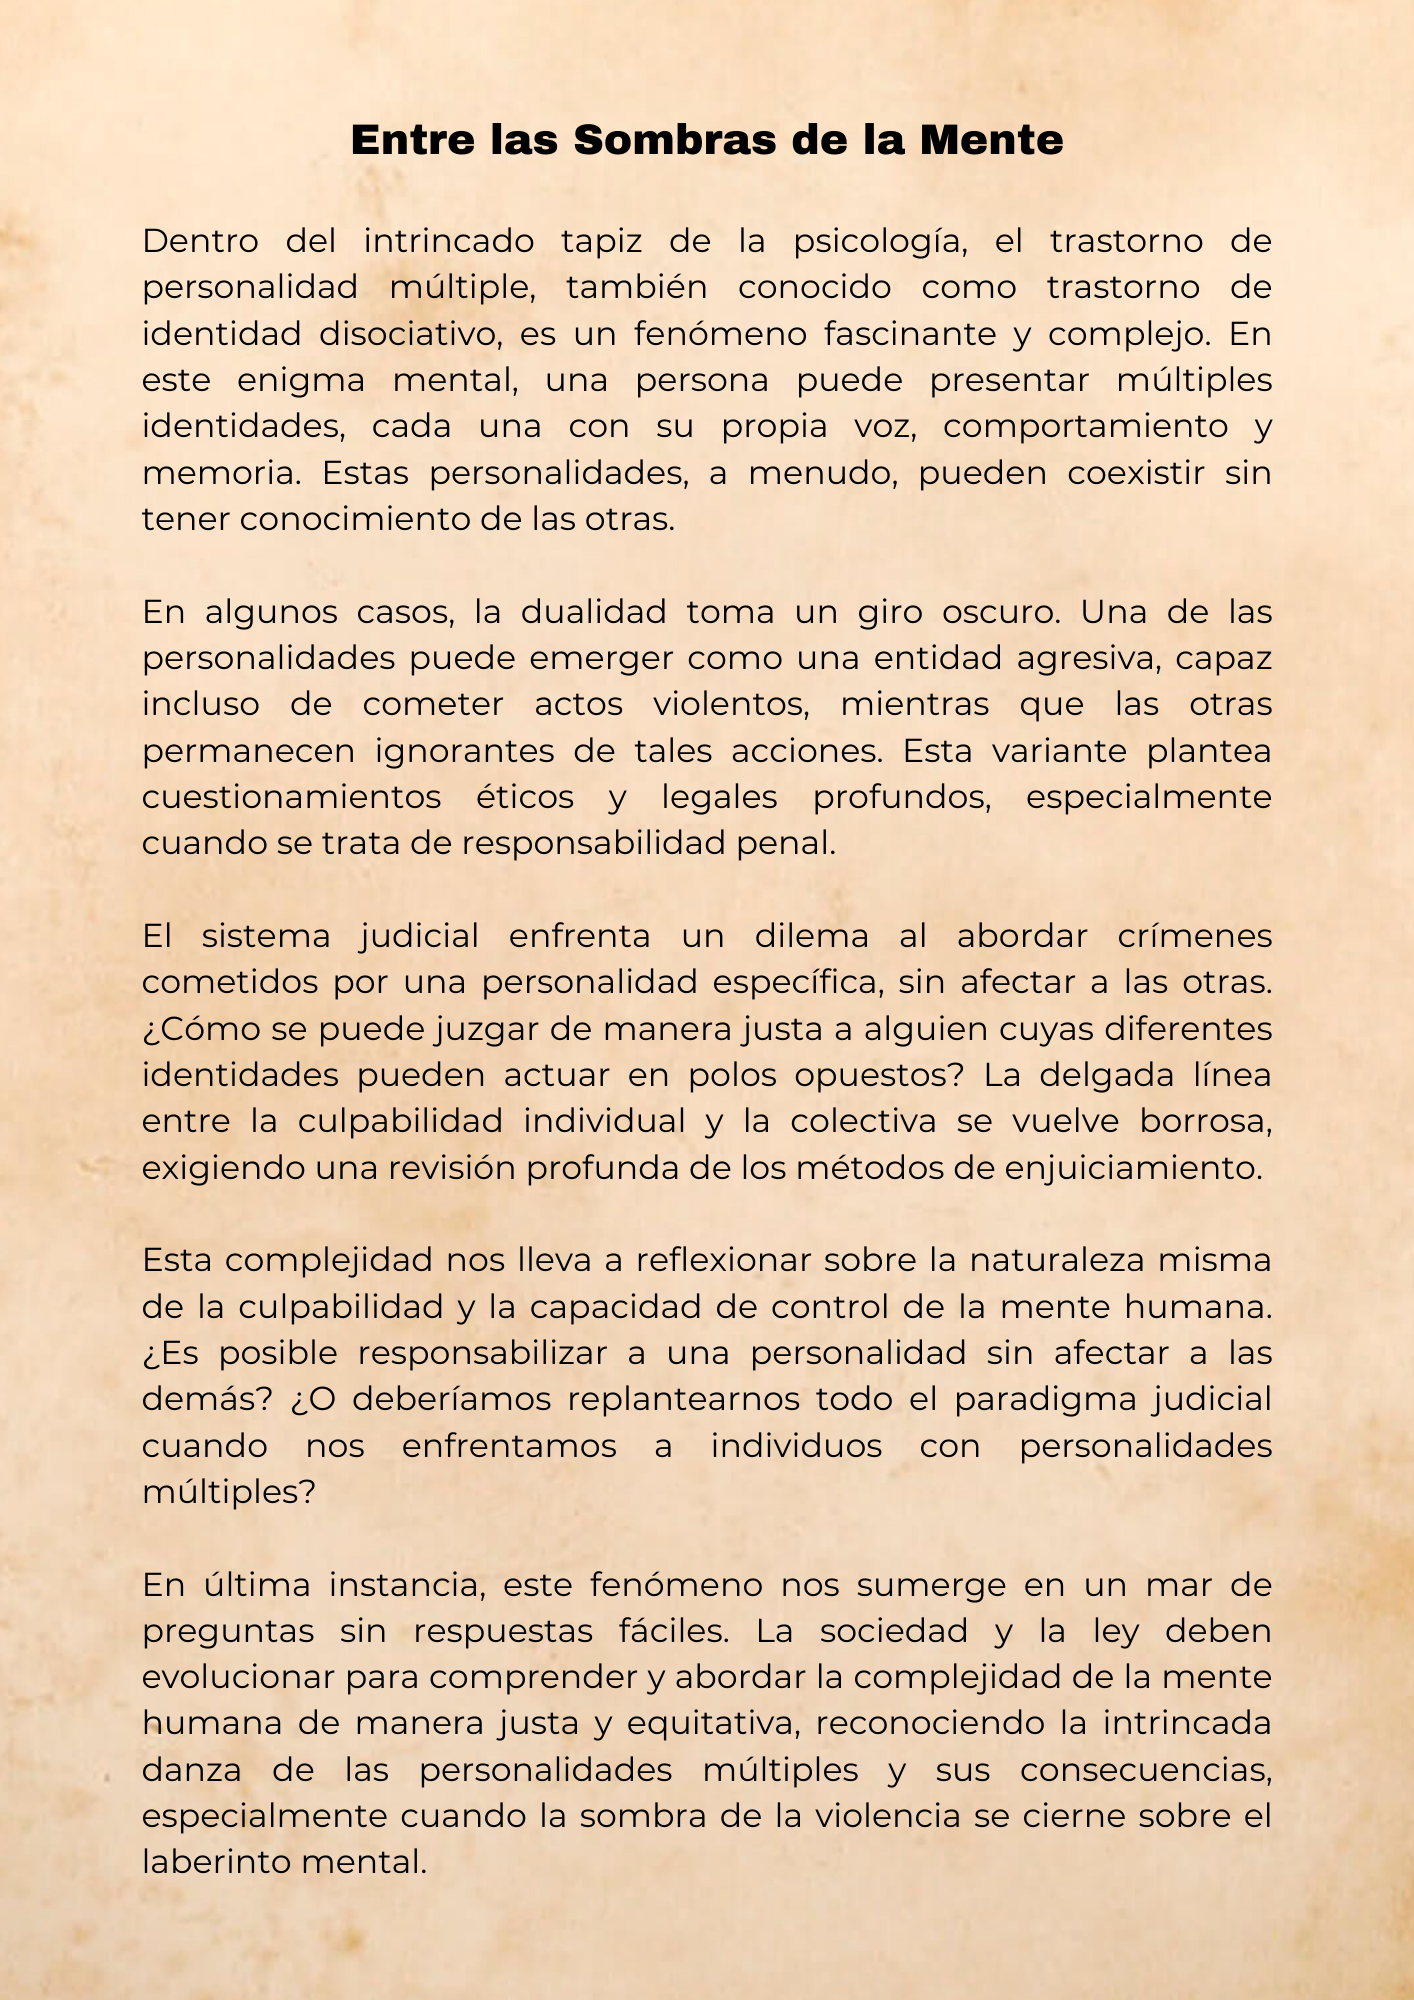 Entre las Sombras de la Mente
Dentro del intrincado tapiz de la psicología, el trastorno de
personalidad múltiple, también conocido como trastorno de
identidad disociativo, es un fenómeno fascinante y complejo. En
este enigma mental, una persona puede presentar múltiples
identidades, cada una con su propia voz, comportamiento y
memoria. Estas personalidades, a menudo, pueden coexistir sin
tener conocimiento de las otras.
En algunos casos, la dualidad toma un giro oscuro. Una de las
personalidades puede emerger como una entidad agresiva, capaz
incluso de cometer actos violentos, mientras que las otras
permanecen ignorantes de tales acciones. Esta variante plantea
cuestionamientos éticos y legales profundos, especialmente
cuando se trata de responsabilidad penal.
El sistema judicial enfrenta un dilema al abordar crímenes
cometidos por una personalidad específica, sin afectar a las otras.
¿Cómo se puede juzgar de manera justa a alguien cuyas diferentes
identidades pueden actuar en polos opuestos? La delgada línea
entre la culpabilidad individual y la colectiva se vuelve borrosa,
exigiendo una revisión profunda de los métodos de enjuiciamiento.
Esta complejidad nos lleva a reflexionar sobre la naturaleza misma
de la culpabilidad y la capacidad de control de la mente humana.
¿Es posible responsabilizar a una personalidad sin afectar a las
demás? ¿O deberíamos replantearnos todo el paradigma judicial
cuando nos enfrentamos a individuos con personalidades
múltiples?
En última instancia, este fenómeno nos sumerge en un mar de
preguntas sin respuestas fáciles. La sociedad y la ley deben
evolucionar para comprender y abordar la complejidad de la mente
humana de manera justa y equitativa, reconociendo la intrincada
danza de las personalidades múltiples y sus consecuencias,
especialmente cuando la sombra de la violencia se cierne sobre el
laberinto mental.